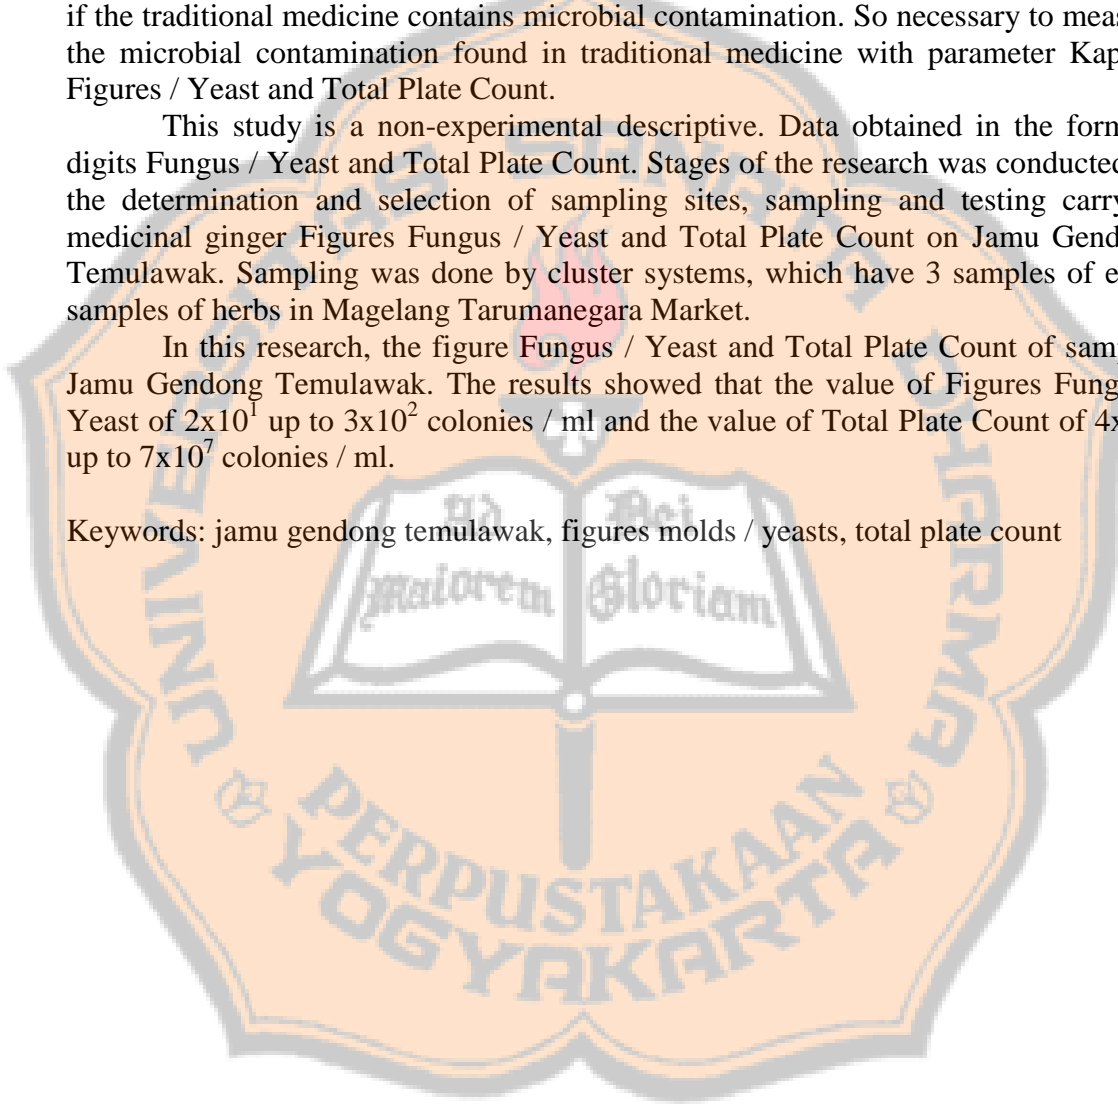 if the traditional medicine contains microbial contamination. So necessary to meas
the microbial contamination found in traditional medicine with parameter Kap
Figures / Yeast and Total Plate Count.
This study is a non-experimental descriptive. Data obtained in the form
digits Fungus / Yeast and Total Plate Count. Stages of the research was conducted
the determination and selection of sampling sites, sampling and testing carry
medicinal ginger Figures Fungus / Yeast and Total Plate Count on Jamu Gend
Temulawak. Sampling was done by cluster systems, which have 3 samples of e
samples of herbs in Magelang Tarumanegara Market.
In this research, the figure Fungus / Yeast and Total Plate Count of sam
Jamu Gendong Temulawak. The results showed that the value of Figures Fung
Yeast of 2x10¹ up to 3x10² colonies / ml and the value of Total Plate Count of 4x
up to 7x10⁷ colonies / ml.
Keywords: jamu gendong temulawak, figures molds / yeasts, total plate count
UNIVERSITAS SANATA DHARMA
Ad Dei
Maiorem Gloriam
PERPUSTAKAAN
YOGYAKARTA